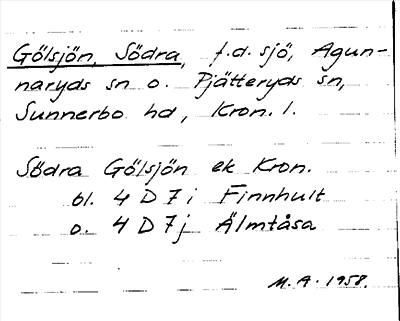 Gölsjön, Södra, f.d. sjö, Agun-
naryds sn o. Pjätteryds sn,
Sunnerbo hd, Kron. l.
Södra Gölsjön ek Kron.
bl. 4 D 7 i Finnhult
o. 4 D 7 j Älmtåsa
M.A. 1958.